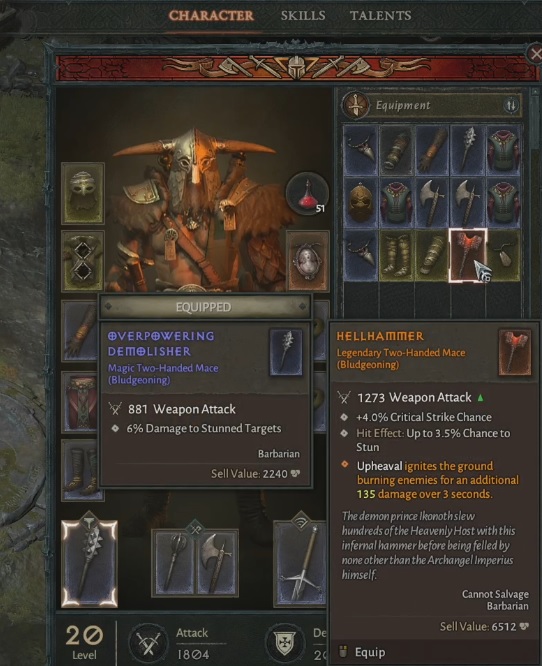 CHARACTER SKILLS TALENTS
Equipment
51
EQUIPPED
OVERPOWERING
DEMOLISHER
Magic Two-Handed Mace
(Bludgeoning)
881 Weapon Attack
6% Damage to Stunned Targets
Barbarian
Sell Value: 2240
HELLHAMMER
Legendary Two-Handed Mace
(Bludgeoning)
1273 Weapon Attack
+4.0% Critical Strike Chance
Hit Effect: Up to 3.5% Chance to
Stun
Upheaval ignites the ground
burning enemies for an additional
135 damage over 3 seconds.
The demon prince Ikonoth slew
hundreds of the Heavenly Host with this
infernal hammer before being felled by
none other than the Archangel Imperius
himself.
Cannot Salvage
Barbarian
Sell Value: 6512
Equip
20
Level
Attack
1804
De